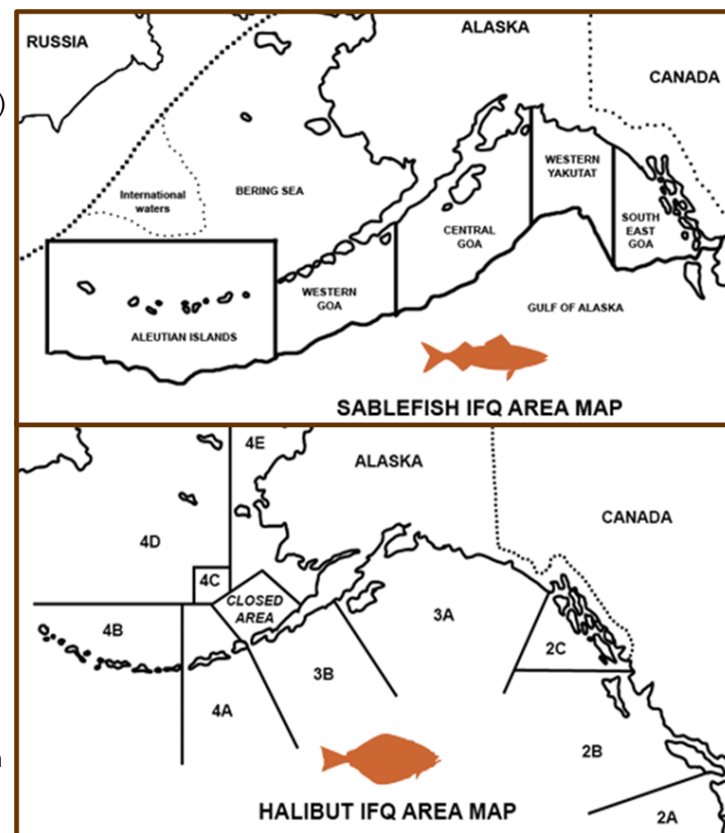 RUSSIA
ALASKA
CANADA
)
International
waters
BERING SEA
WESTERN
YAKUTAT
CENTRAL
GOA
SOUTH
EAST
GOA
WESTERN
GOA
GULF OF ALASKA
ALEUTIAN ISLANDS
SABLEFISH IFQ AREA MAP
4E
ALASKA
CANADA
4D
4C
CLOSED
AREA
4B
3A
2C
3B
4A
2B
n
HALIBUT IFQ AREA MAP
2A